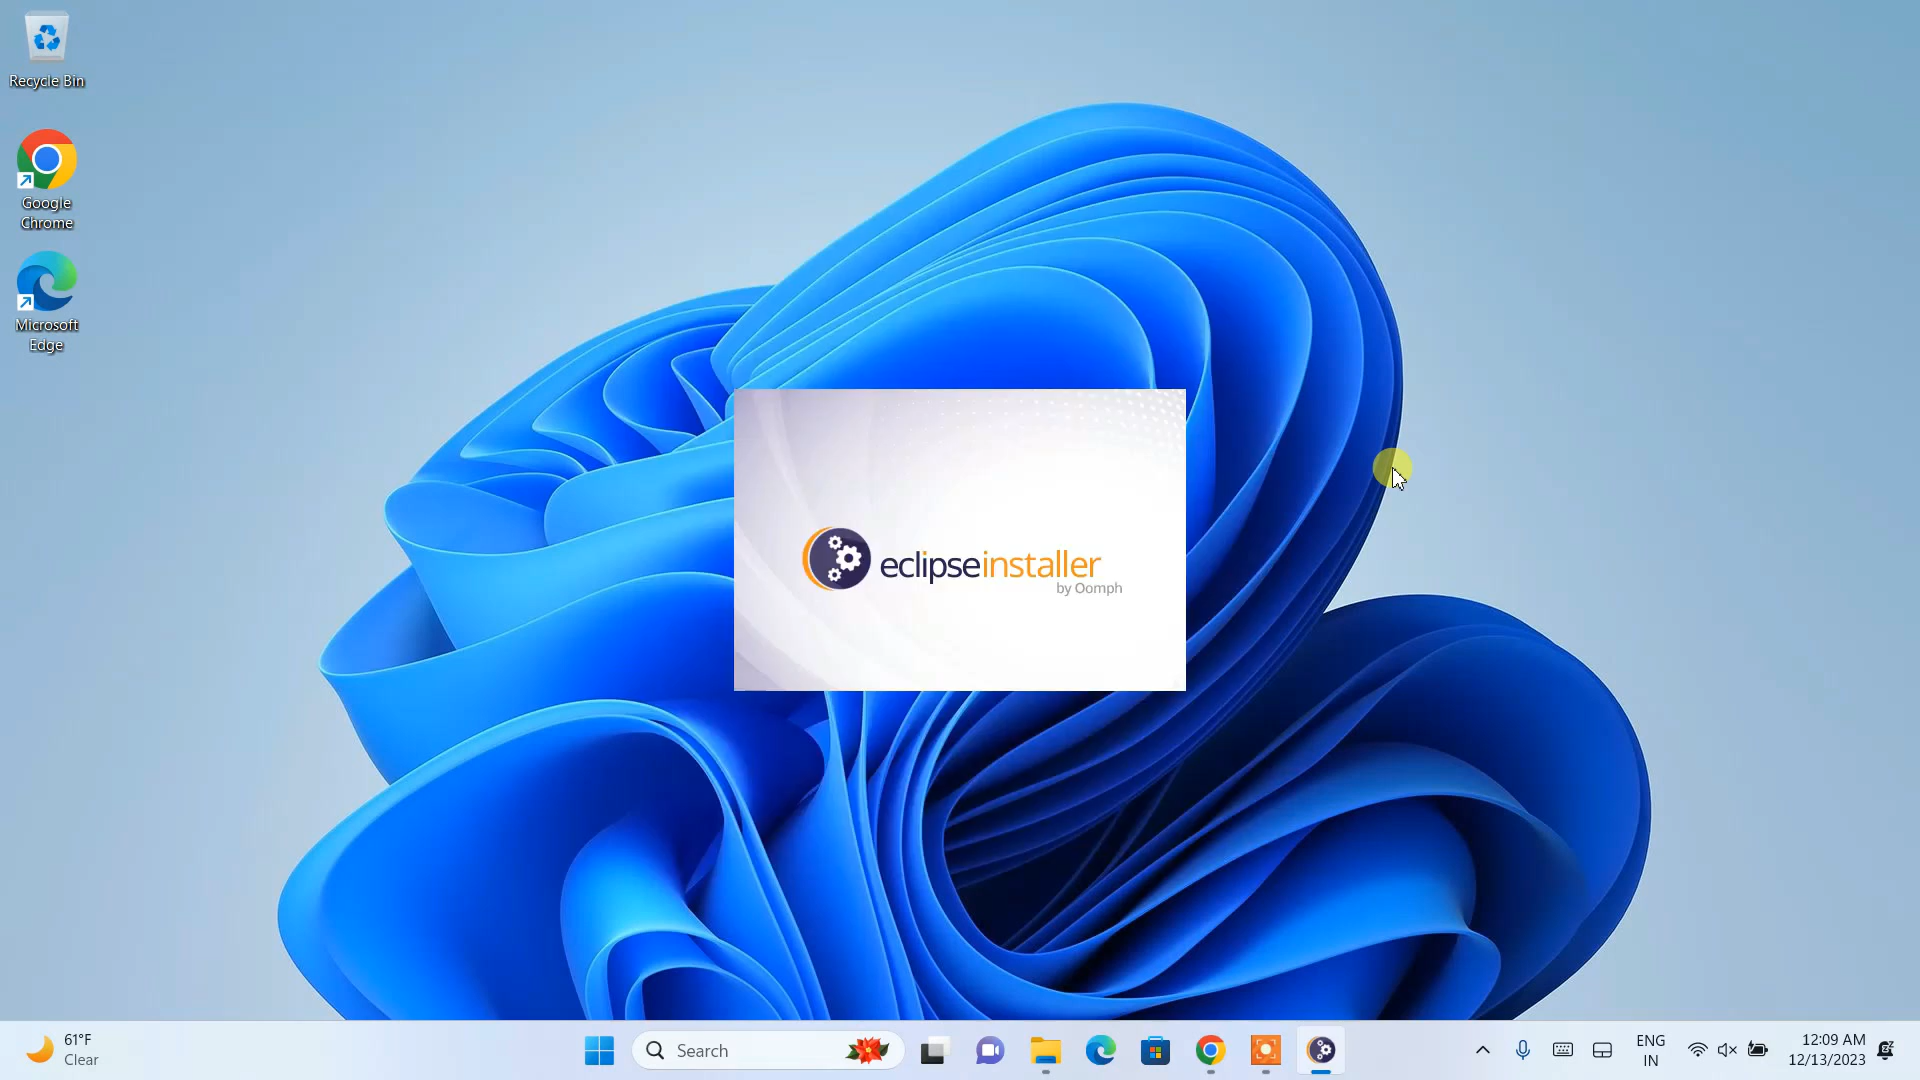 Recycle Bin
Google
Chrome
Microsoft
Edge
eclipseinstaller
by Oomph
61°F
Clear
Search
ENG
IN
12:09 AM
12/13/2023